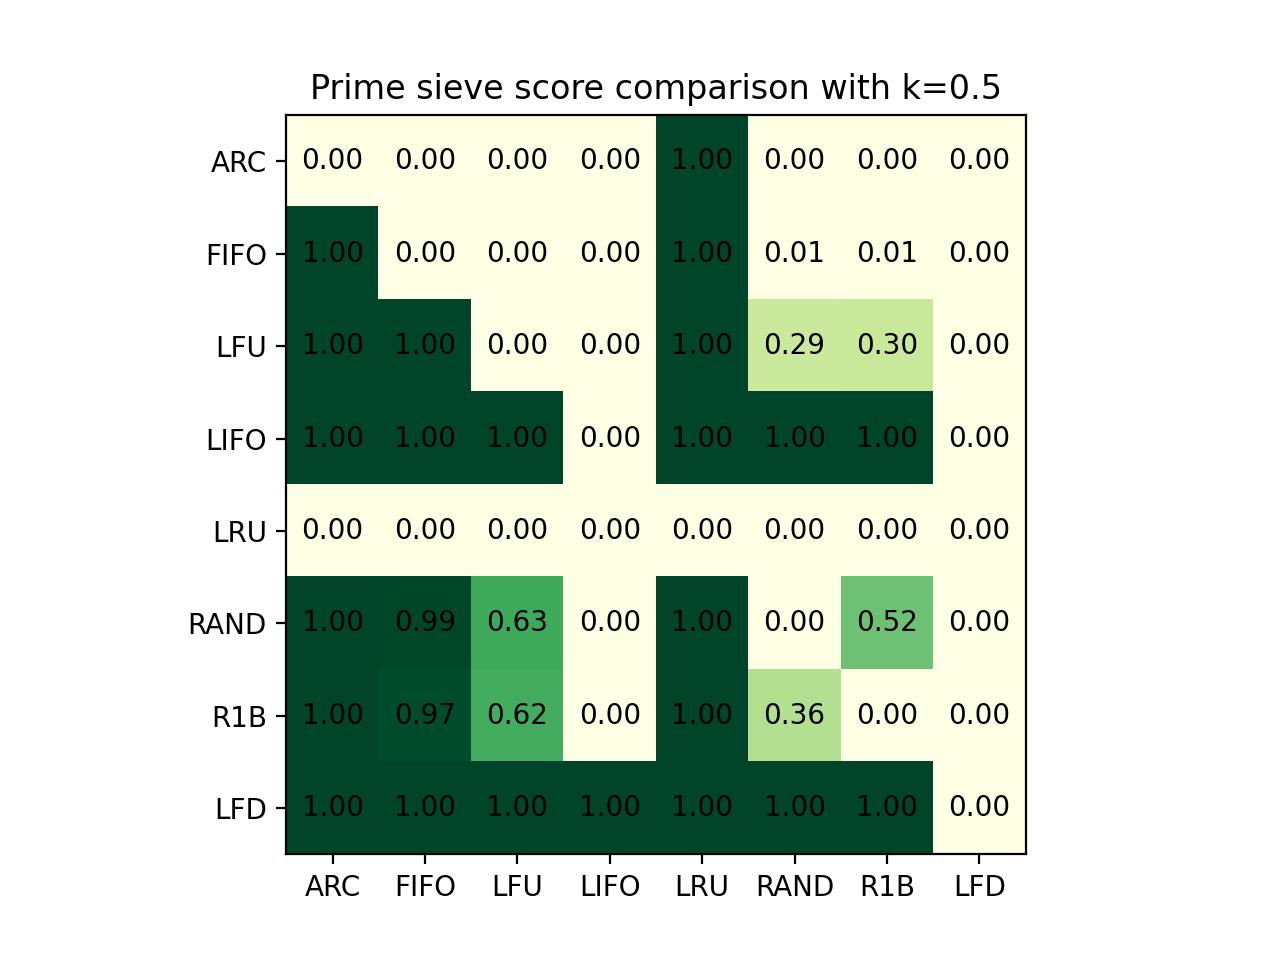 Prime sieve score comparison with k=0.5
ARC 0.00 0.00 0.00 0.00 1.00 0.00 0.00 0.00
FIFO 1.00 0.00 0.00 0.00 1.00 0.01 0.01 0.00
LFU 1.00 1.00 0.00 0.00 1.00 0.29 0.30 0.00
LIFO 1.00 1.00 1.00 0.00 1.00 1.00 1.00 0.00
LRU 0.00 0.00 0.00 0.00 0.00 0.00 0.00 0.00
RAND 1.00 0.99 0.63 0.00 1.00 0.00 0.52 0.00
R1B 1.00 0.97 0.62 0.00 1.00 0.36 0.00 0.00
LFD 1.00 1.00 1.00 1.00 1.00 1.00 1.00 0.00
ARC FIFO LFU LIFO LRU RAND R1B LFD